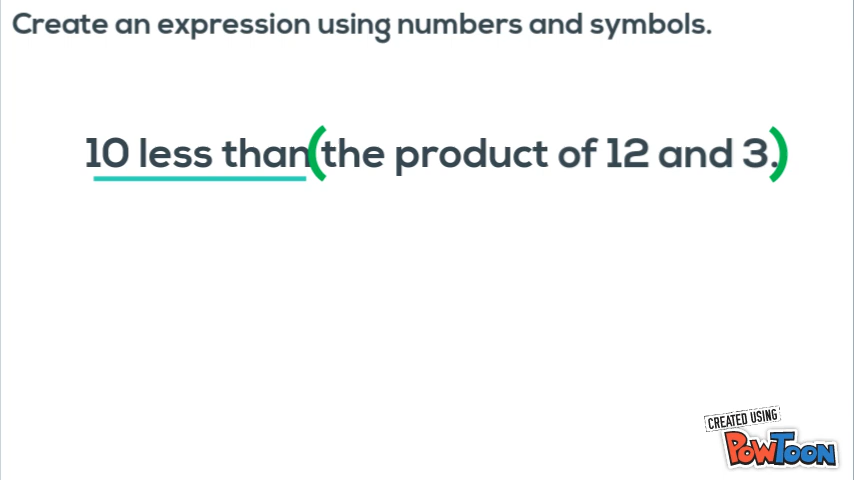 Create an expression using numbers and symbols.
10 less than (the product of 12 and 3.)
CREATED USING
POWTOON